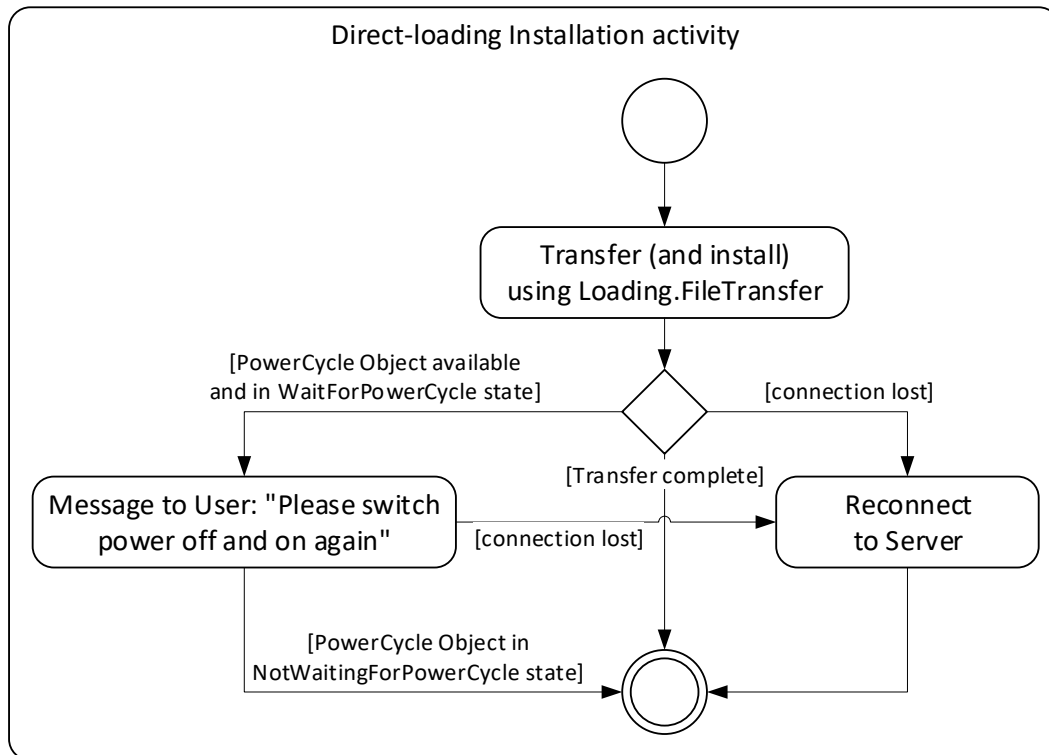 Direct-loading Installation activity
Transfer (and install)
using Loading.FileTransfer
[PowerCycle Object available
and in WaitForPowerCycle state]
[connection lost]
[Transfer complete]
Message to User: "Please switch
power off and on again"
[connection lost]
Reconnect
to Server
[PowerCycle Object in
NotWaitingForPowerCycle state]